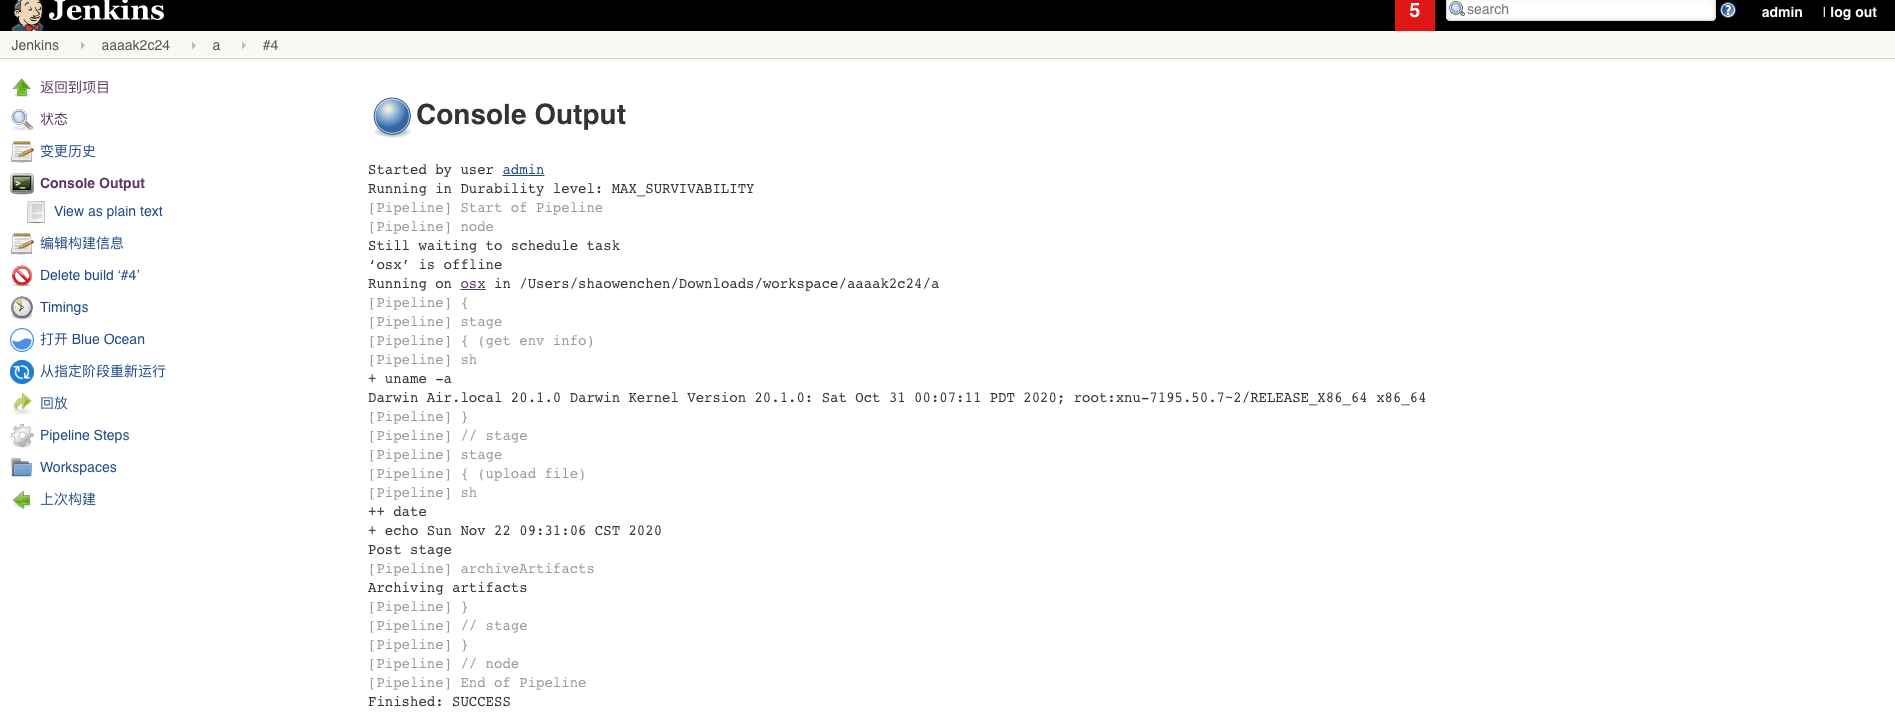 Jenkins
5
search
admin
| log out
Jenkins
aaaak2c24
a
#4
返回到项目
状态
变更历史
Console Output
View as plain text
编辑构建信息
Delete build ‘#4’
Timings
打开 Blue Ocean
从指定阶段重新运行
回放
Pipeline Steps
Workspaces
上次构建
Console Output
Started by user admin
Running in Durability level: MAX_SURVIVABILITY
[Pipeline] Start of Pipeline
[Pipeline] node
Still waiting to schedule task
‘osx’ is offline
Running on osx in /Users/shaowenchen/Downloads/workspace/aaaak2c24/a
[Pipeline] {
[Pipeline] stage
[Pipeline] { (get env info)
[Pipeline] sh
+ uname -a
Darwin Air.local 20.1.0 Darwin Kernel Version 20.1.0: Sat Oct 31 00:07:11 PDT 2020; root:xnu-7195.50.7~2/RELEASE_X86_64 x86_64
[Pipeline] }
[Pipeline] // stage
[Pipeline] stage
[Pipeline] { (upload file)
[Pipeline] sh
++ date
+ echo Sun Nov 22 09:31:06 CST 2020
Post stage
[Pipeline] archiveArtifacts
Archiving artifacts
[Pipeline] }
[Pipeline] // stage
[Pipeline] }
[Pipeline] // node
[Pipeline] End of Pipeline
Finished: SUCCESS